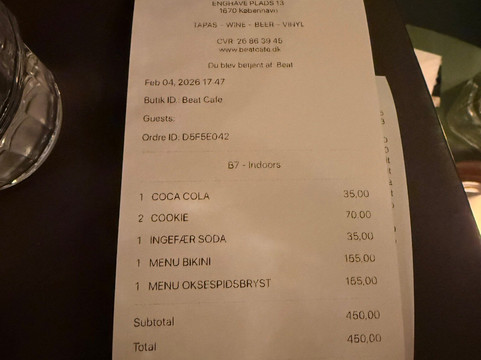 ENGHAVE PLADS 13
1670 København
TAPAS - WINE - BEER - VINYL
CVR: 26 86 39 45
www.beatcafe.dk
Du blev betjent af: Beat
Feb 04, 2026 17:47
Butik ID.: Beat Cafe
Guests:
Ordre ID: D5F5E042
B7 - Indoors
1 COCA COLA 35,00
2 COOKIE 70,00
1 INGEFÆR SODA 35,00
1 MENU BIKINI 155,00
1 MENU OKSESPIDSBRYST 155,00
Subtotal 450,00
Total 450,00